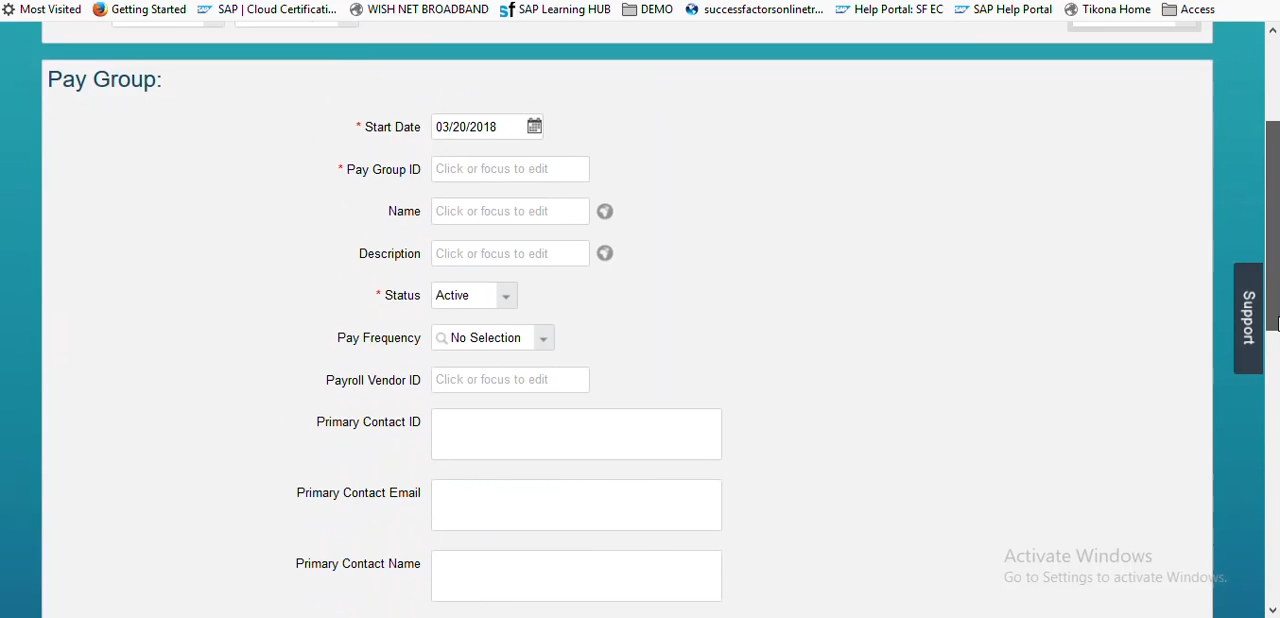 Most Visited Getting Started SAP | Cloud Certificati... WISH NET BROADBAND SAP Learning HUB DEMO successfactorsonlinetr... Help Portal: SF EC SAP Help Portal Tikona Home Access
Pay Group:
* Start Date 03/20/2018
* Pay Group ID Click or focus to edit
Name Click or focus to edit
Description Click or focus to edit
* Status Active
Pay Frequency No Selection
Payroll Vendor ID Click or focus to edit
Primary Contact ID
Primary Contact Email
Primary Contact Name
Support
Activate Windows
Go to Settings to activate Windows.